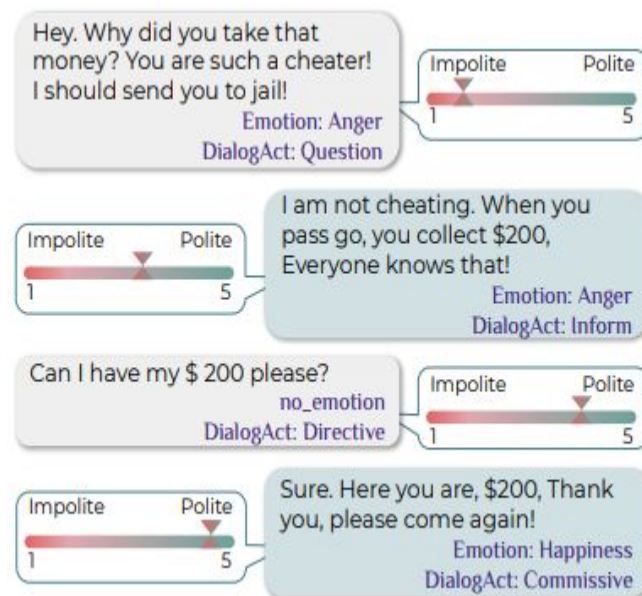 Hey. Why did you take that
money? You are such a cheater!
I should send you to jail!
Emotion: Anger
DialogAct: Question
Impolite Polite
1 5
I am not cheating. When you
pass go, you collect $200,
Everyone knows that!
Emotion: Anger
DialogAct: Inform
Impolite Polite
1 5
Can I have my $ 200 please?
no_emotion
DialogAct: Directive
Impolite Polite
1 5
Sure. Here you are, $200, Thank
you, please come again!
Emotion: Happiness
DialogAct: Commissive
Impolite Polite
1 5